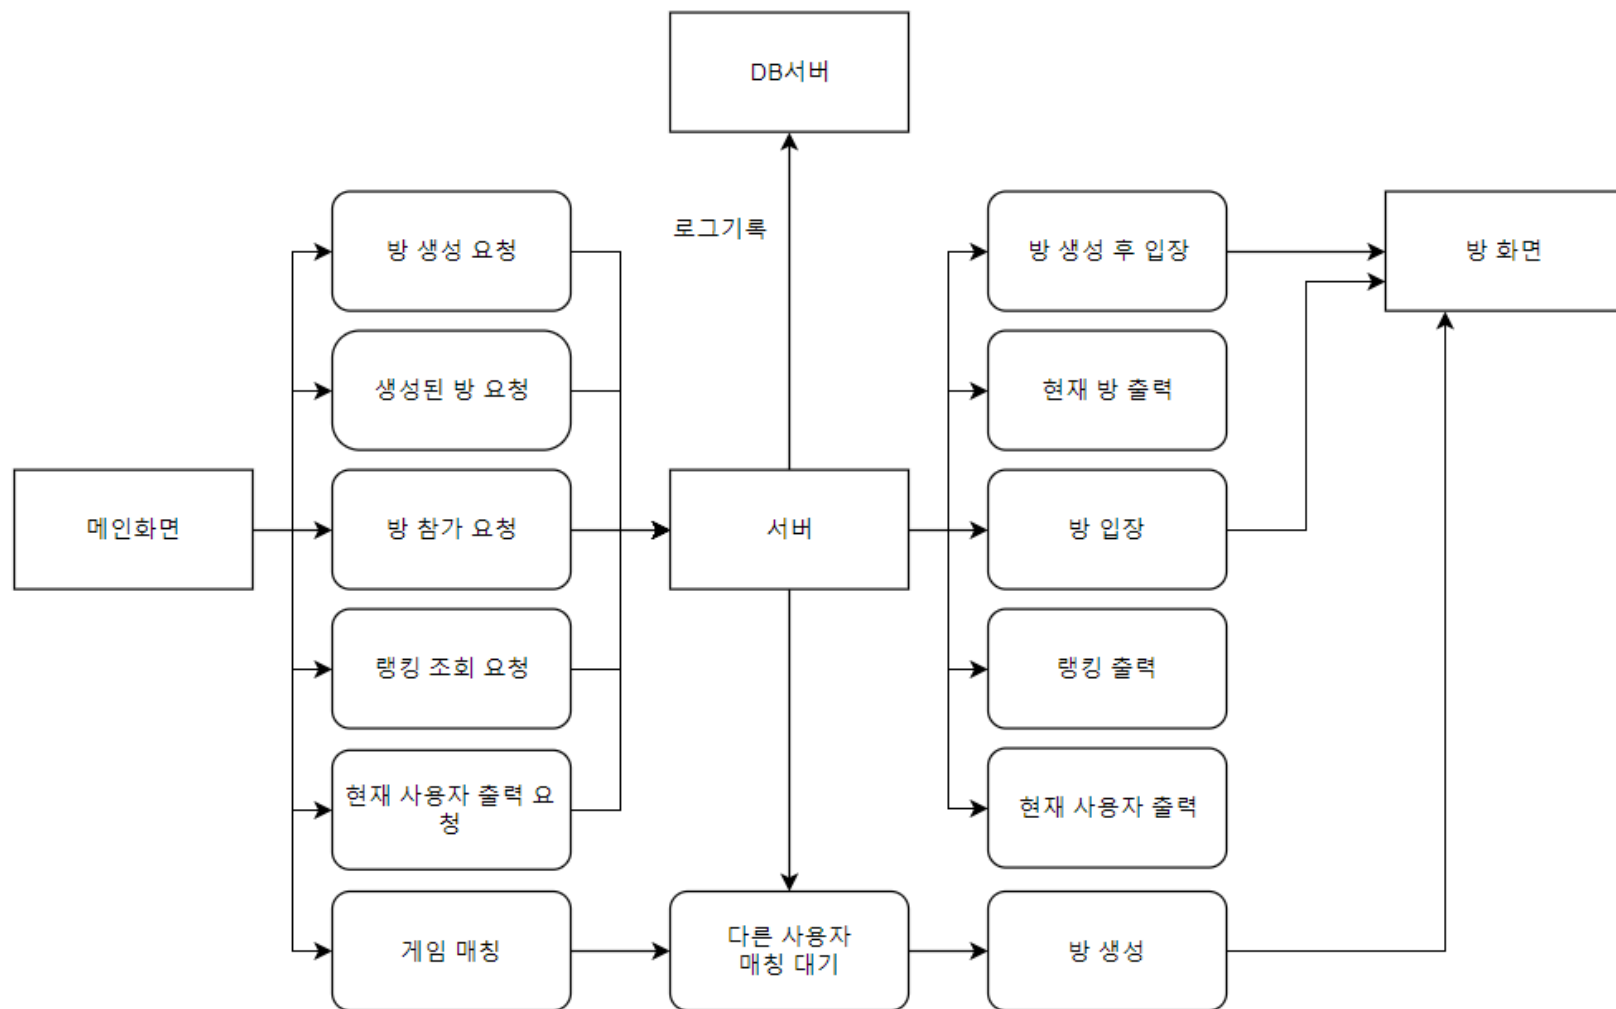 DB서버
로그기록
방 생성 요청
방 생성 후 입장
방 화면
생성된 방 요청
현재 방 출력
메인화면
방 참가 요청
서버
방 입장
랭킹 조회 요청
랭킹 출력
현재 사용자 출력 요
청
현재 사용자 출력
게임 매칭
다른 사용자
매칭 대기
방 생성